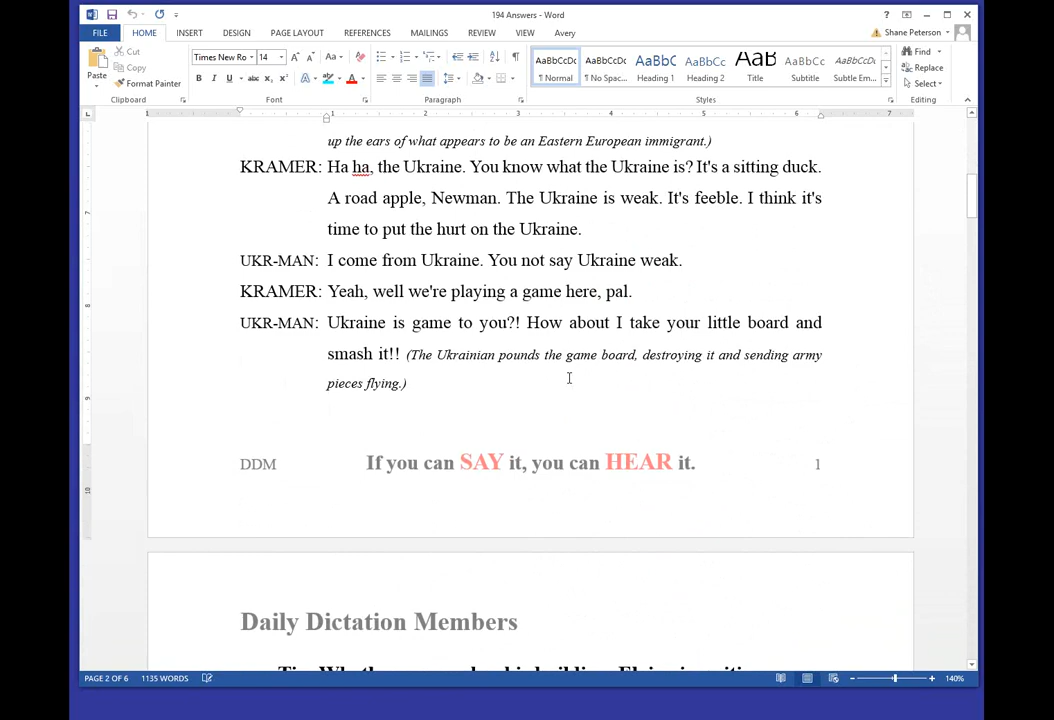 194 Answers - Word
FILE HOME INSERT DESIGN PAGE LAYOUT REFERENCES MAILINGS REVIEW VIEW Avery Shane Peterson
Cut
Copy
Format Painter
Paste
Times New Ro 14
AaBbCcDc AaBbCcDc AaBbC AaBbCc AaB AaBbCcC AaBbCcDc
¶ Normal ¶ No Spac... Heading 1 Heading 2 Title Subtitle Subtle Em...
Find
Replace
Select
Clipboard Font Paragraph Styles Editing
1 1 2 3 4 5 6 7
up the ears of what appears to be an Eastern European immigrant.)
KRAMER: Ha ha, the Ukraine. You know what the Ukraine is? It's a sitting duck.
A road apple, Newman. The Ukraine is weak. It's feeble. I think it's
time to put the hurt on the Ukraine.
UKR-MAN: I come from Ukraine. You not say Ukraine weak.
KRAMER: Yeah, well we're playing a game here, pal.
UKR-MAN: Ukraine is game to you?! How about I take your little board and
smash it!! (The Ukrainian pounds the game board, destroying it and sending army
pieces flying.)
DDM If you can SAY it, you can HEAR it. 1
Daily Dictation Members
PAGE 2 OF 6 1135 WORDS 140%